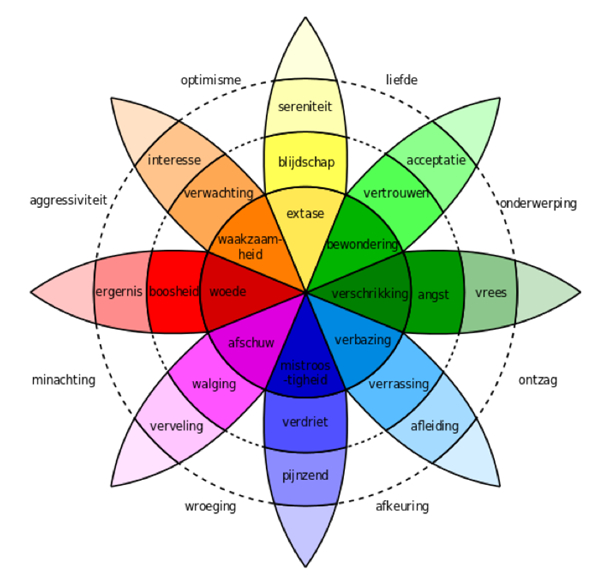 optimisme
liefde
sereniteit
interesse
blijdschap
acceptatie
verwachting
vertrouwen
aggressiviteit
onderwerping
extase
waakzaam-
heid
bewondering
ergernis
boosheid
woede
verschrikking
angst
vrees
afschuw
verbazing
minachting
walging
mistroos
-tigheid
verrassing
ontzag
verveling
verdriet
afleiding
pijnzend
wroeging
afkeuring